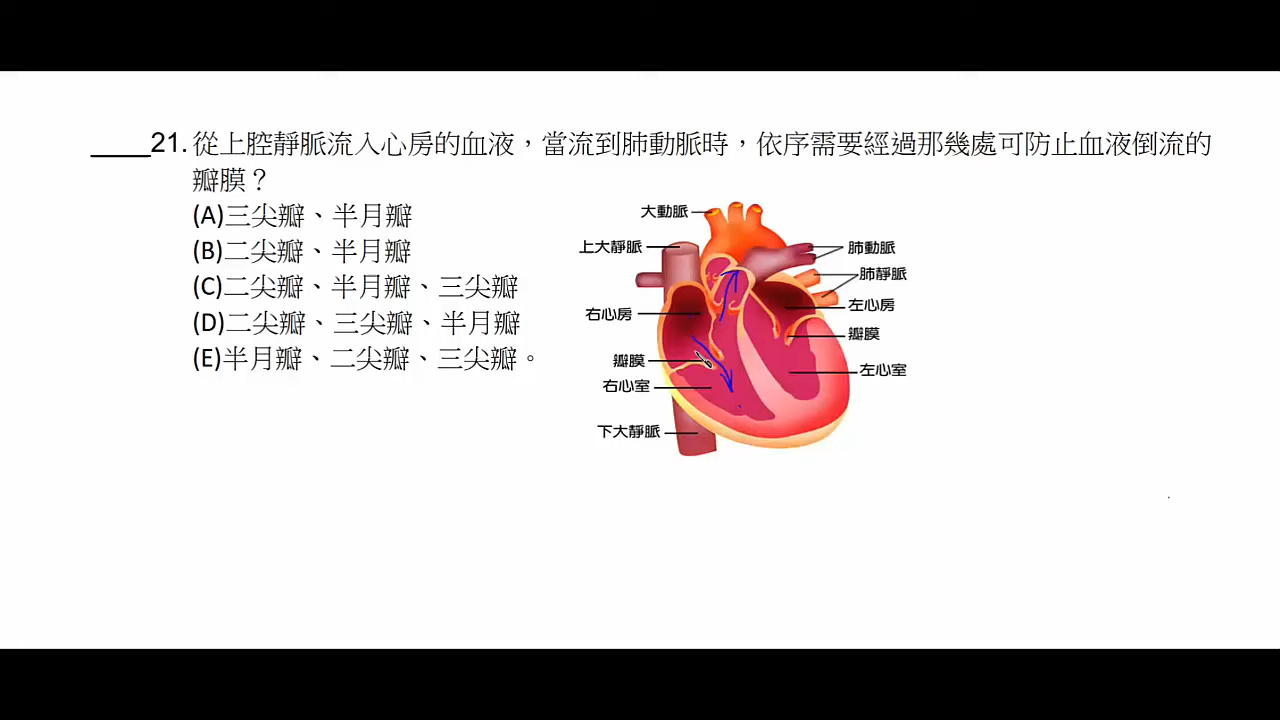 ____21. 從上腔靜脈流入心房的血液，當流到肺動脈時，依序需要經過那幾處可防止血液倒流的
瓣膜？
(A)三尖瓣、半月瓣
(B)二尖瓣、半月瓣
(C)二尖瓣、半月瓣、三尖瓣
(D)二尖瓣、三尖瓣、半月瓣
(E)半月瓣、二尖瓣、三尖瓣。
大動脈
上大靜脈
肺動脈
肺靜脈
左心房
右心房
瓣膜
瓣膜
左心室
右心室
下大靜脈